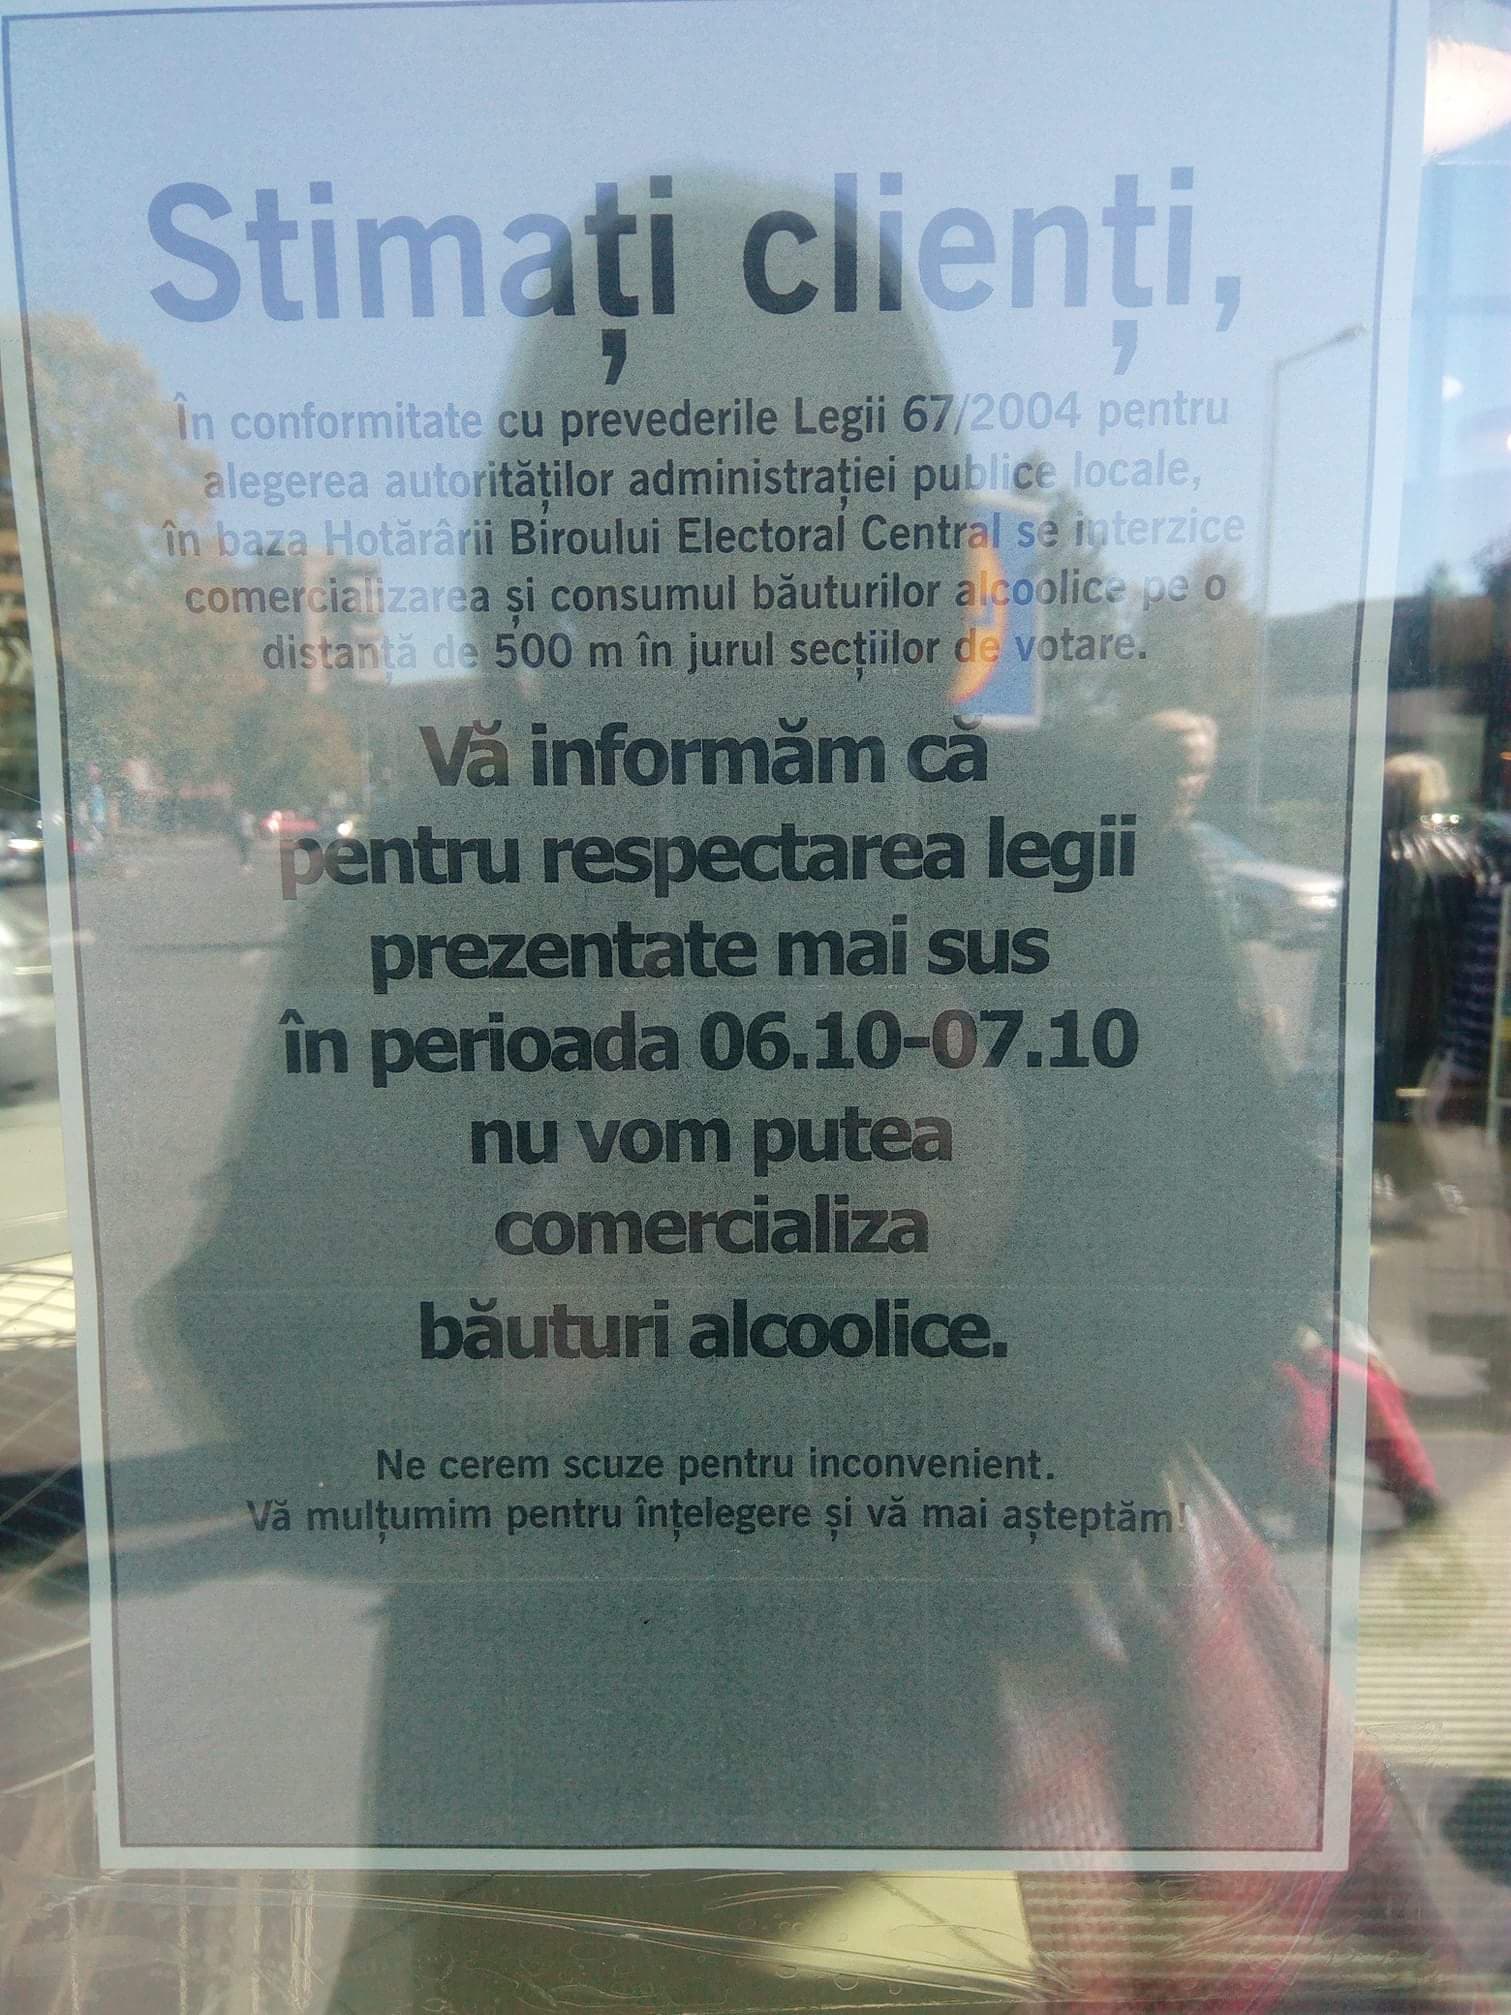 Stimați clienți,
În conformitate cu prevederile Legii 67/2004 pentru
alegerea autorităților administrației publice locale,
în baza Hotărârii Biroului Electoral Central se interzice
comercializarea și consumul băuturilor alcoolice pe o
distanță de 500 m în jurul secțiilor de votare.
Vă informăm că
pentru respectarea legii
prezentate mai sus
în perioada 06.10-07.10
nu vom putea
comercializa
băuturi alcoolice.
Ne cerem scuze pentru inconvenient.
Vă mulțumim pentru înțelegere și vă mai așteptăm!